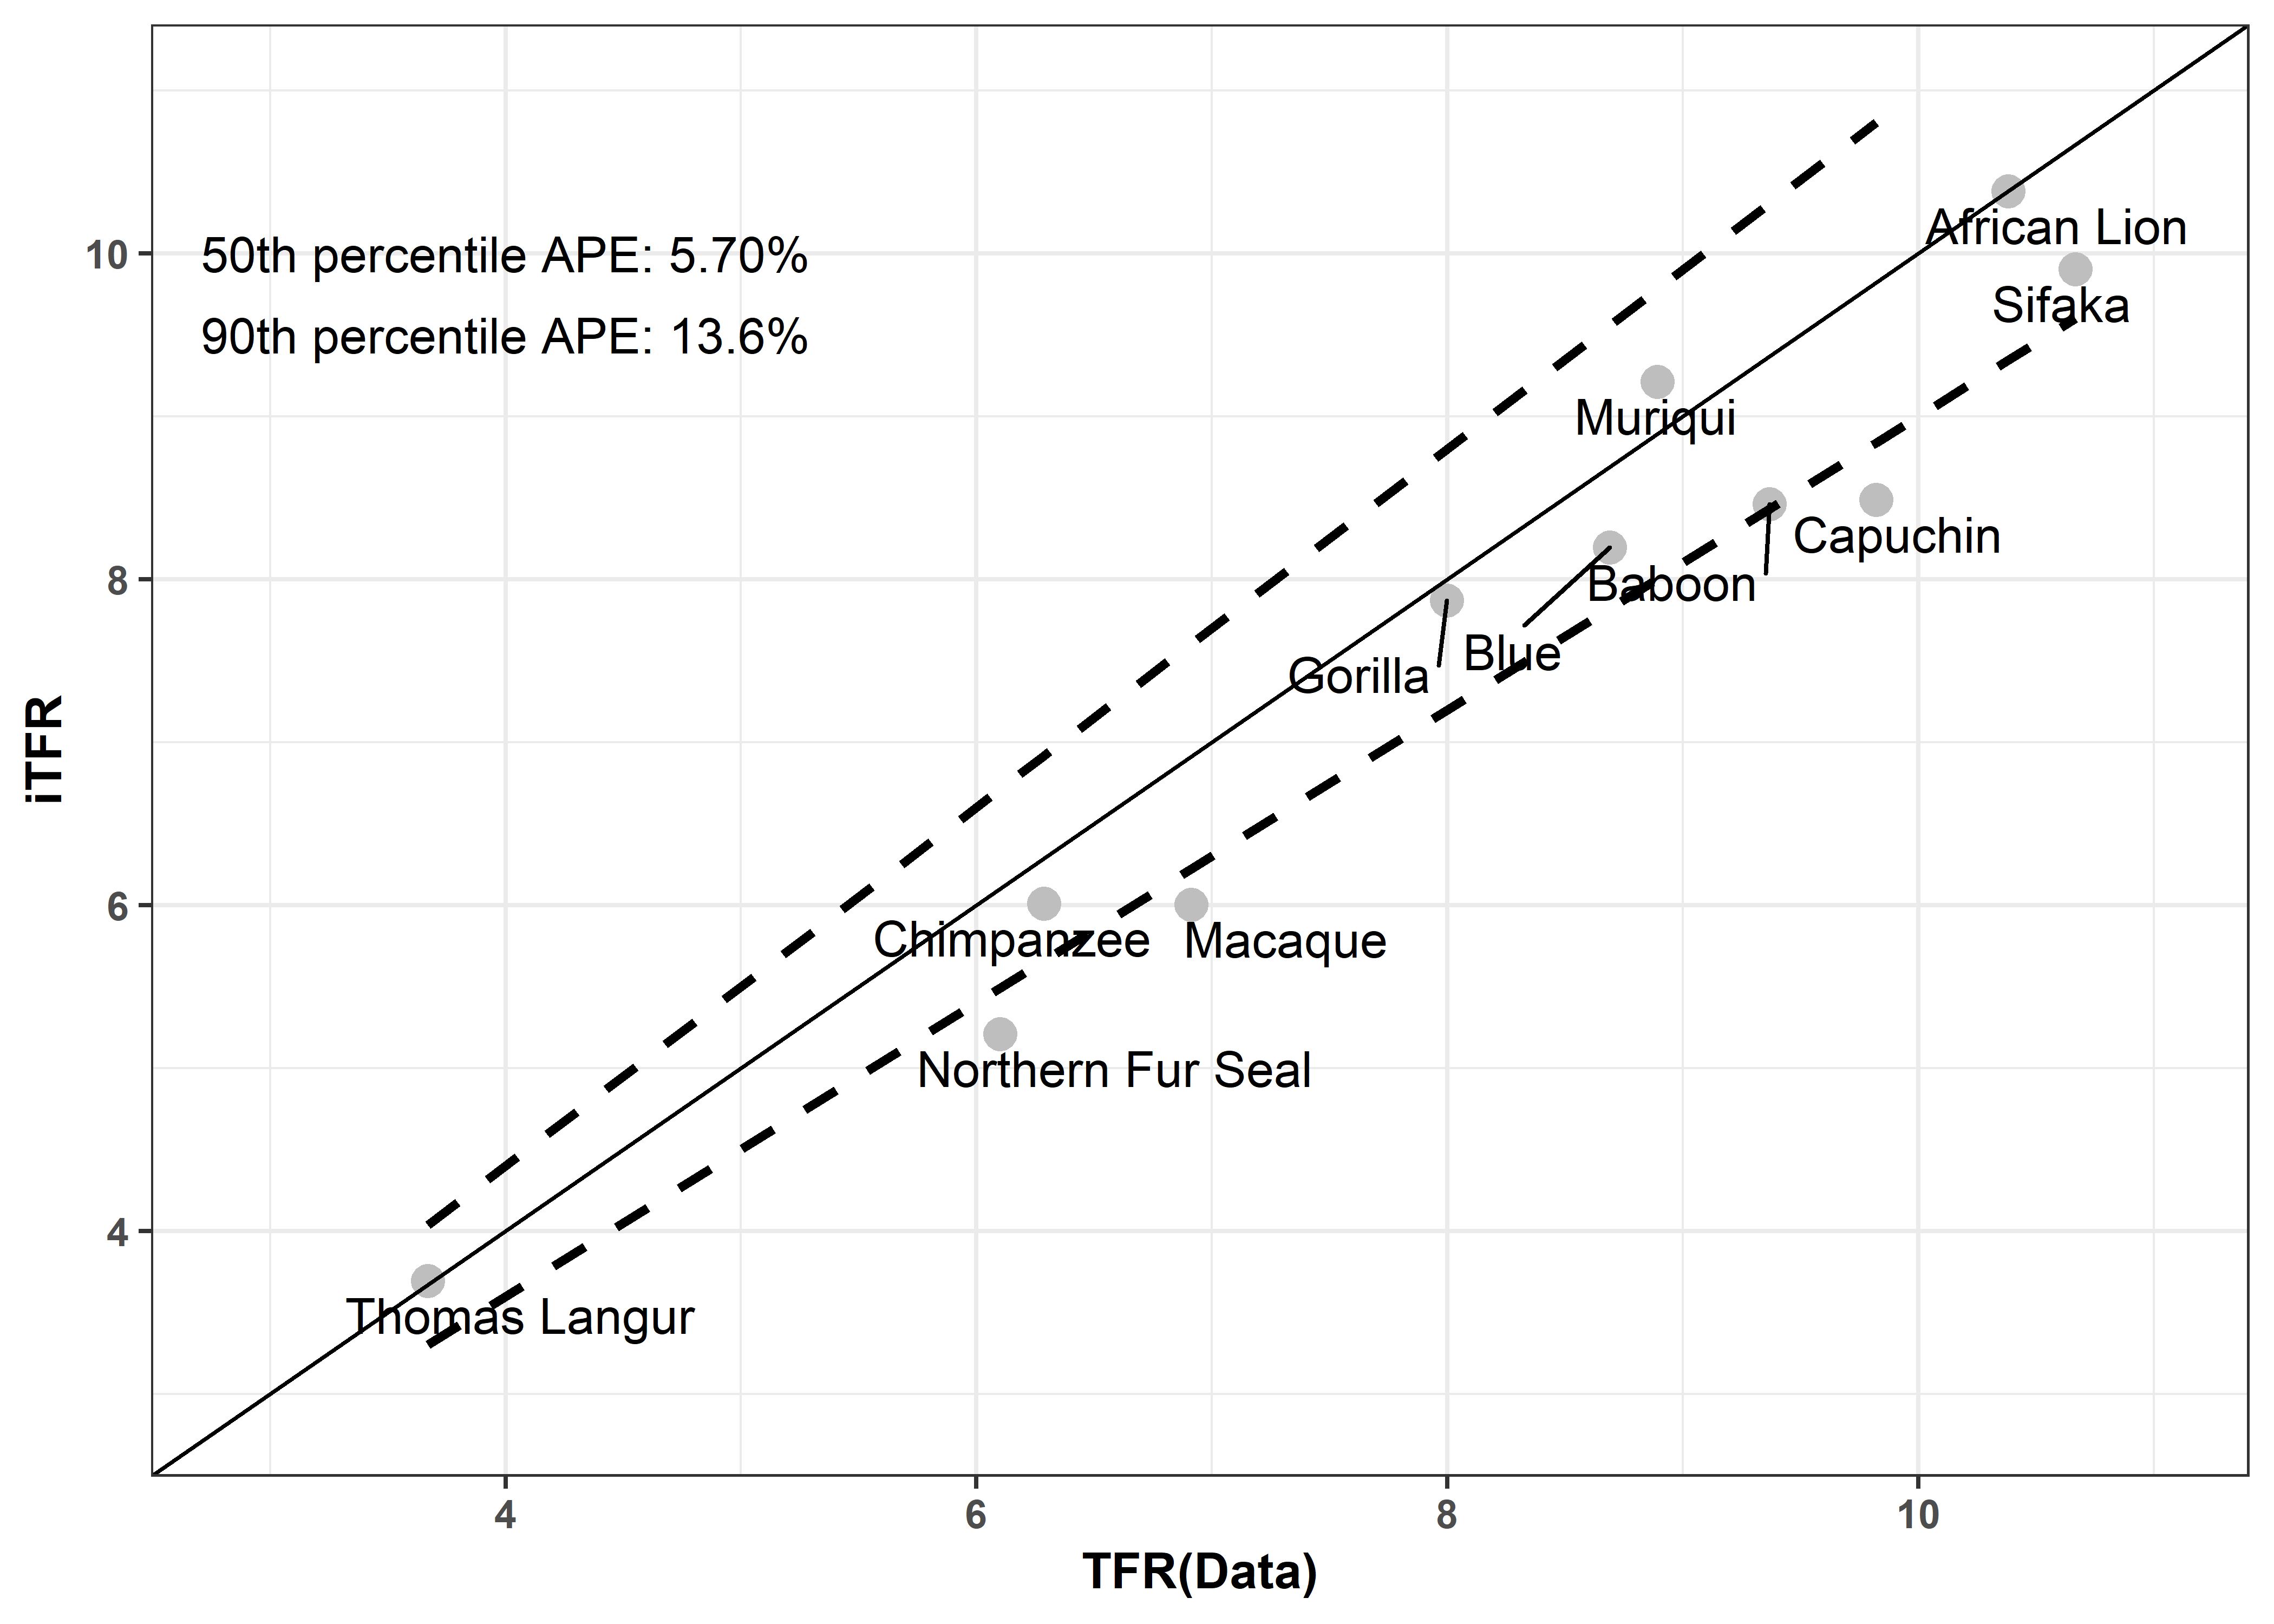 10
8
6
4
iTFR
50th percentile APE: 5.70%
90th percentile APE: 13.6%
African Lion
Sifaka
Muriqui
Capuchin
Baboon
Blue
Gorilla
Chimpanzee
Macaque
Northern Fur Seal
Thomas Langur
4 6 8 10
TFR(Data)